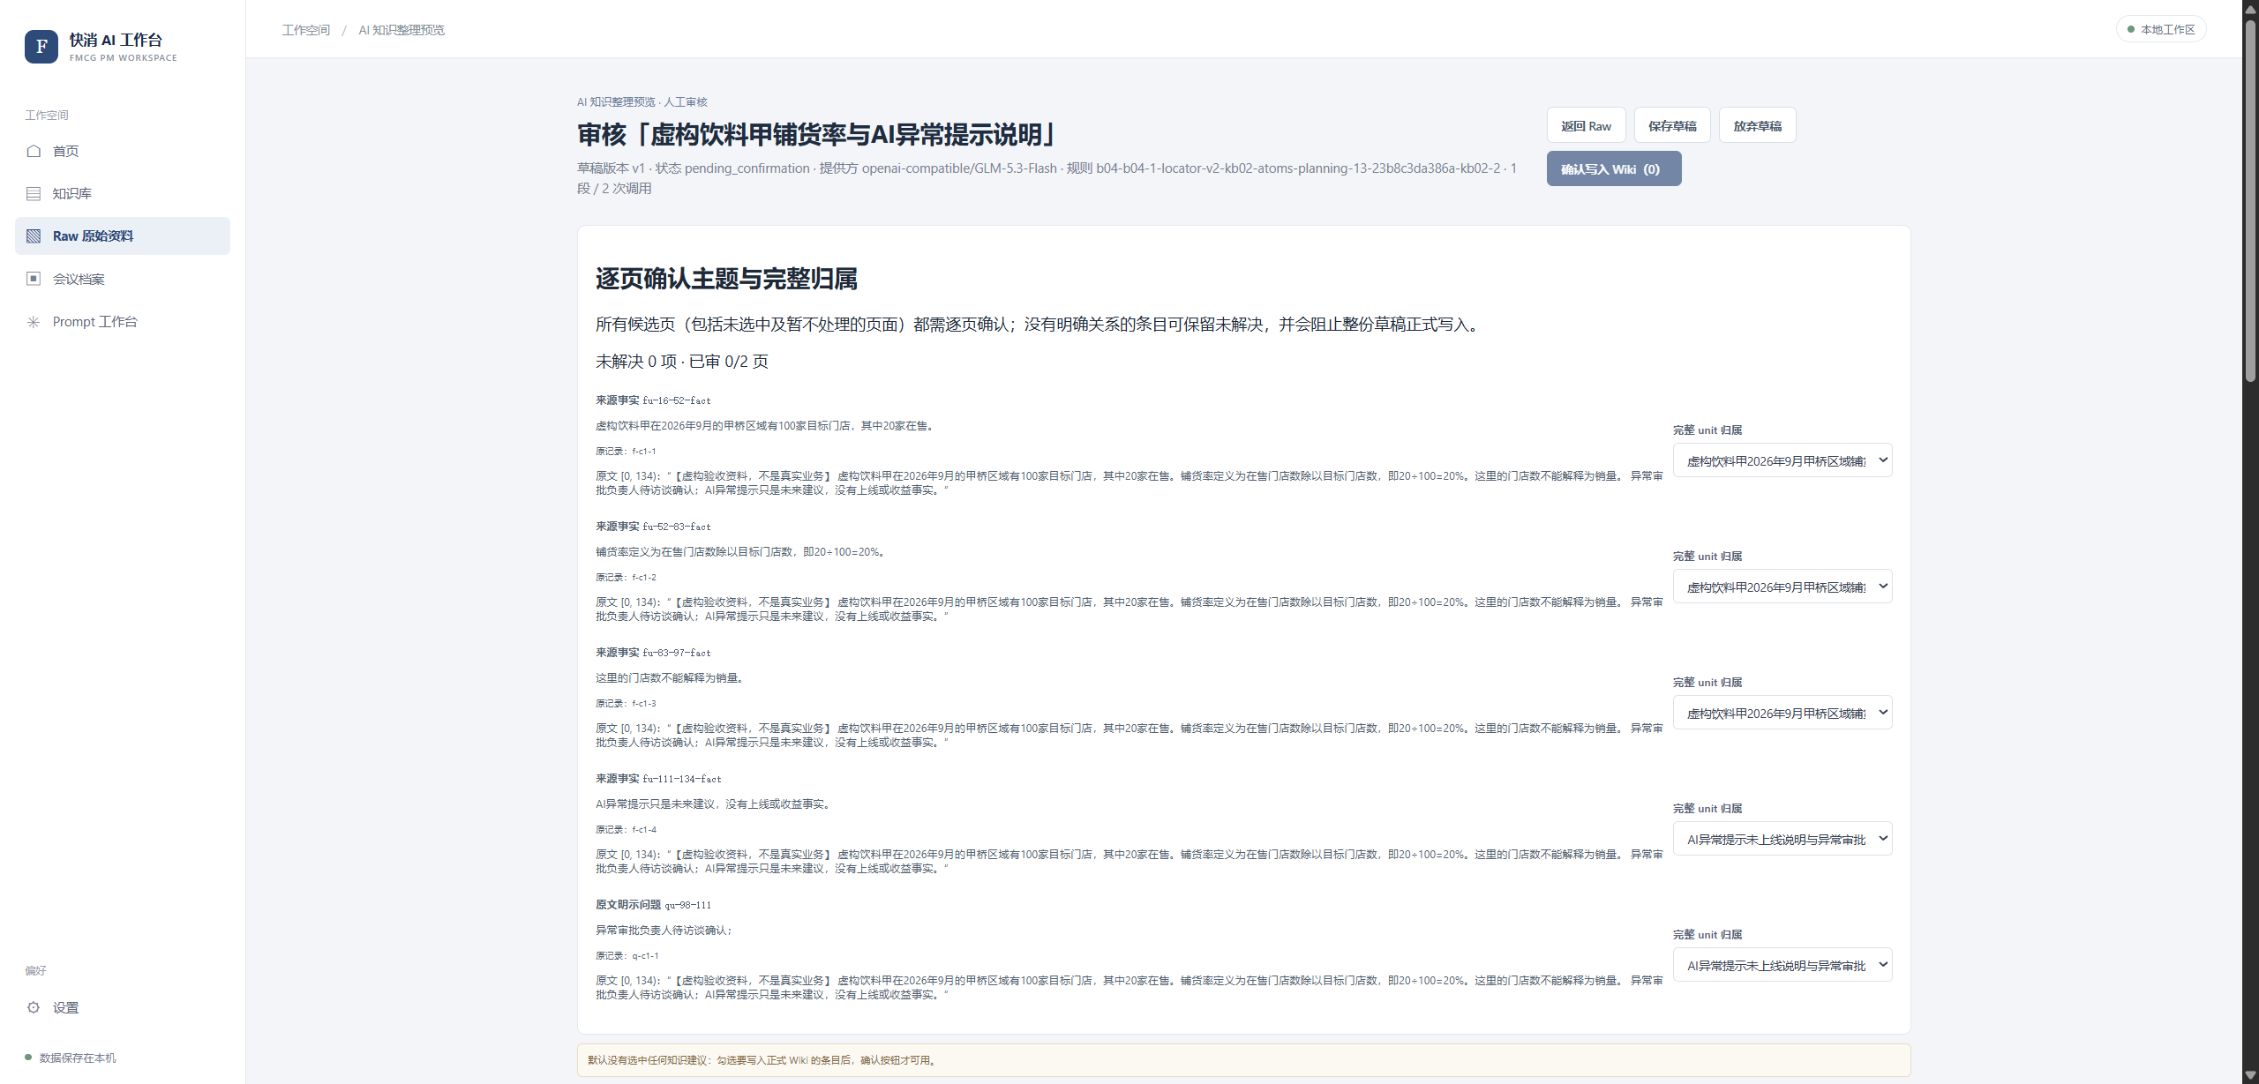 F
快消 AI 工作台
FMCG PM WORKSPACE
工作空间
首页
知识库
Raw 原始资料
会议档案
Prompt 工作台
偏好
设置
数据保存在本机
工作空间 / AI 知识整理预览
本地工作区
AI 知识整理预览 · 人工审核
审核「虚构饮料甲铺货率与AI异常提示说明」
草稿版本 v1 · 状态 pending_confirmation · 提供方 openai-compatible/GLM-5.3-Flash · 规则 b04-b04-1-locator-v2-kb02-atoms-planning-13-23b8c3da386a-kb02-2 · 1
段 / 2 次调用
返回 Raw
保存草稿
放弃草稿
确认写入 Wiki（0）
逐页确认主题与完整归属
所有候选页（包括未选中及暂不处理的页面）都需逐页确认；没有明确关系的条目可保留未解决，并会阻止整份草稿正式写入。
未解决 0 项 · 已审 0/2 页
来源事实 fu-16-52-fact
虚构饮料甲在2026年9月的甲桥区域有100家目标门店，其中20家在售。
原记录：f-c1-1
原文 [0, 134)：“【虚构验收资料，不是真实业务】 虚构饮料甲在2026年9月的甲桥区域有100家目标门店，其中20家在售。铺货率定义为在售门店数除以目标门店数，即20÷100=20%。这里的门店数不能解释为销量。 异常审
批负责人待访谈确认；AI异常提示只是未来建议，没有上线或收益事实。”
完整 unit 归属
虚构饮料甲2026年9月甲桥区域铺
来源事实 fu-52-83-fact
铺货率定义为在售门店数除以目标门店数，即20÷100=20%。
原记录：f-c1-2
原文 [0, 134)：“【虚构验收资料，不是真实业务】 虚构饮料甲在2026年9月的甲桥区域有100家目标门店，其中20家在售。铺货率定义为在售门店数除以目标门店数，即20÷100=20%。这里的门店数不能解释为销量。 异常审
批负责人待访谈确认；AI异常提示只是未来建议，没有上线或收益事实。”
完整 unit 归属
虚构饮料甲2026年9月甲桥区域铺
来源事实 fu-83-97-fact
这里的门店数不能解释为销量。
原记录：f-c1-3
原文 [0, 134)：“【虚构验收资料，不是真实业务】 虚构饮料甲在2026年9月的甲桥区域有100家目标门店，其中20家在售。铺货率定义为在售门店数除以目标门店数，即20÷100=20%。这里的门店数不能解释为销量。 异常审
批负责人待访谈确认；AI异常提示只是未来建议，没有上线或收益事实。”
完整 unit 归属
虚构饮料甲2026年9月甲桥区域铺
来源事实 fu-111-134-fact
AI异常提示只是未来建议，没有上线或收益事实。
原记录：f-c1-4
原文 [0, 134)：“【虚构验收资料，不是真实业务】 虚构饮料甲在2026年9月的甲桥区域有100家目标门店，其中20家在售。铺货率定义为在售门店数除以目标门店数，即20÷100=20%。这里的门店数不能解释为销量。 异常审
批负责人待访谈确认；AI异常提示只是未来建议，没有上线或收益事实。”
完整 unit 归属
AI异常提示未上线说明与异常审批
原文明示问题 qu-98-111
异常审批负责人待访谈确认；
原记录：q-c1-1
原文 [0, 134)：“【虚构验收资料，不是真实业务】 虚构饮料甲在2026年9月的甲桥区域有100家目标门店，其中20家在售。铺货率定义为在售门店数除以目标门店数，即20÷100=20%。这里的门店数不能解释为销量。 异常审
批负责人待访谈确认；AI异常提示只是未来建议，没有上线或收益事实。”
完整 unit 归属
AI异常提示未上线说明与异常审批
默认没有选中任何知识建议：勾选要写入正式 Wiki 的条目后，确认按钮才可用。